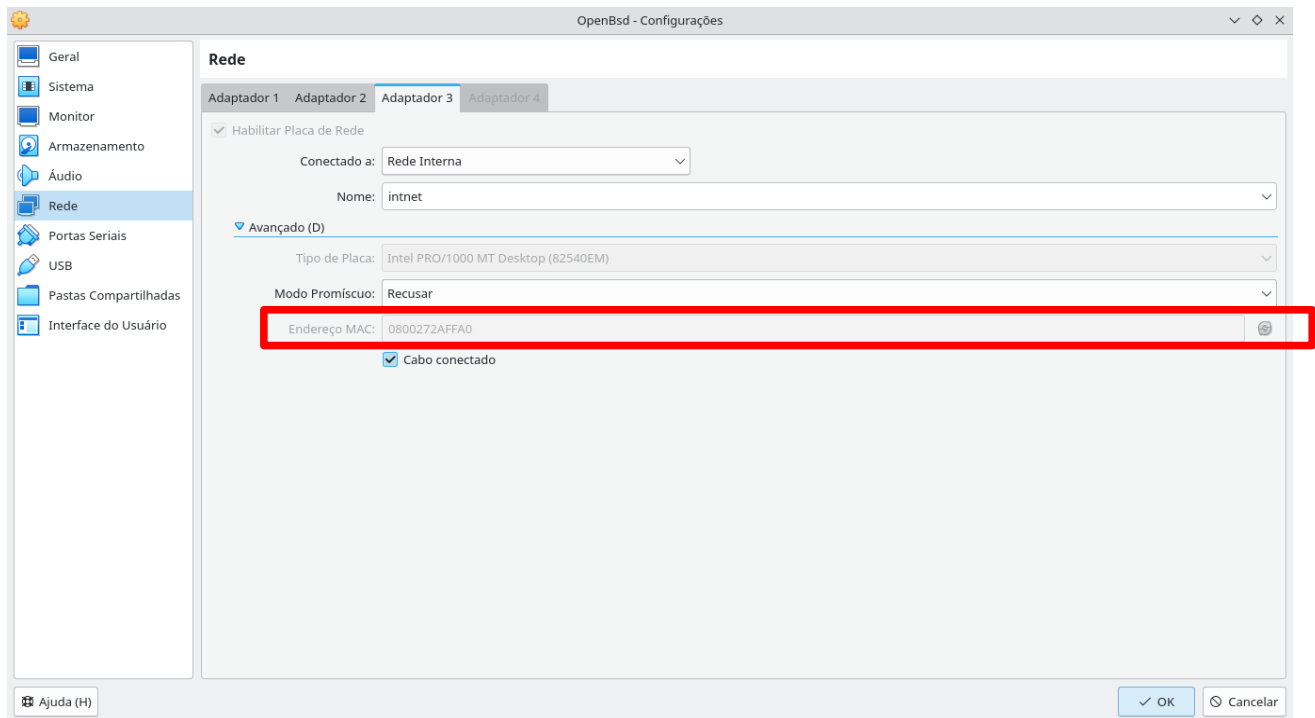 OpenBsd - Configurações
Geral
Sistema
Monitor
Armazenamento
Áudio
Rede
Portas Seriais
USB
Pastas Compartilhadas
Interface do Usuário
Rede
Adaptador 1 Adaptador 2 Adaptador 3 Adaptador 4
Habilitar Placa de Rede
Conectado a: Rede Interna
Nome: intnet
Avançado (D)
Tipo de Placa: Intel PRO/1000 MT Desktop (82540EM)
Modo Promíscuo: Recusar
Endereço MAC: 0800272AFFA0
Cabo conectado
Ajuda (H) OK Cancelar